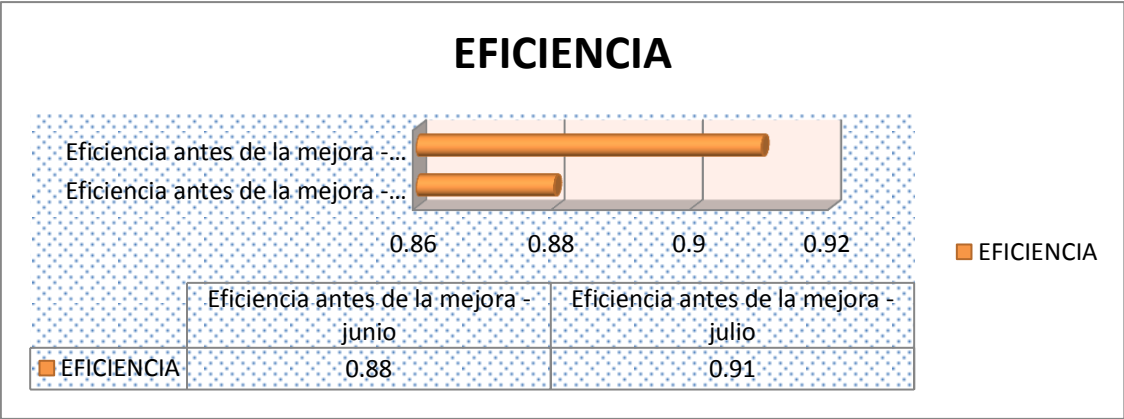 EFICIENCIA
Eficiencia antes de la mejora -...
Eficiencia antes de la mejora -...
0.86 0.88 0.9 0.92
EFICIENCIA
Eficiencia antes de la mejora -
junio
Eficiencia antes de la mejora -
julio
EFICIENCIA 0.88 0.91